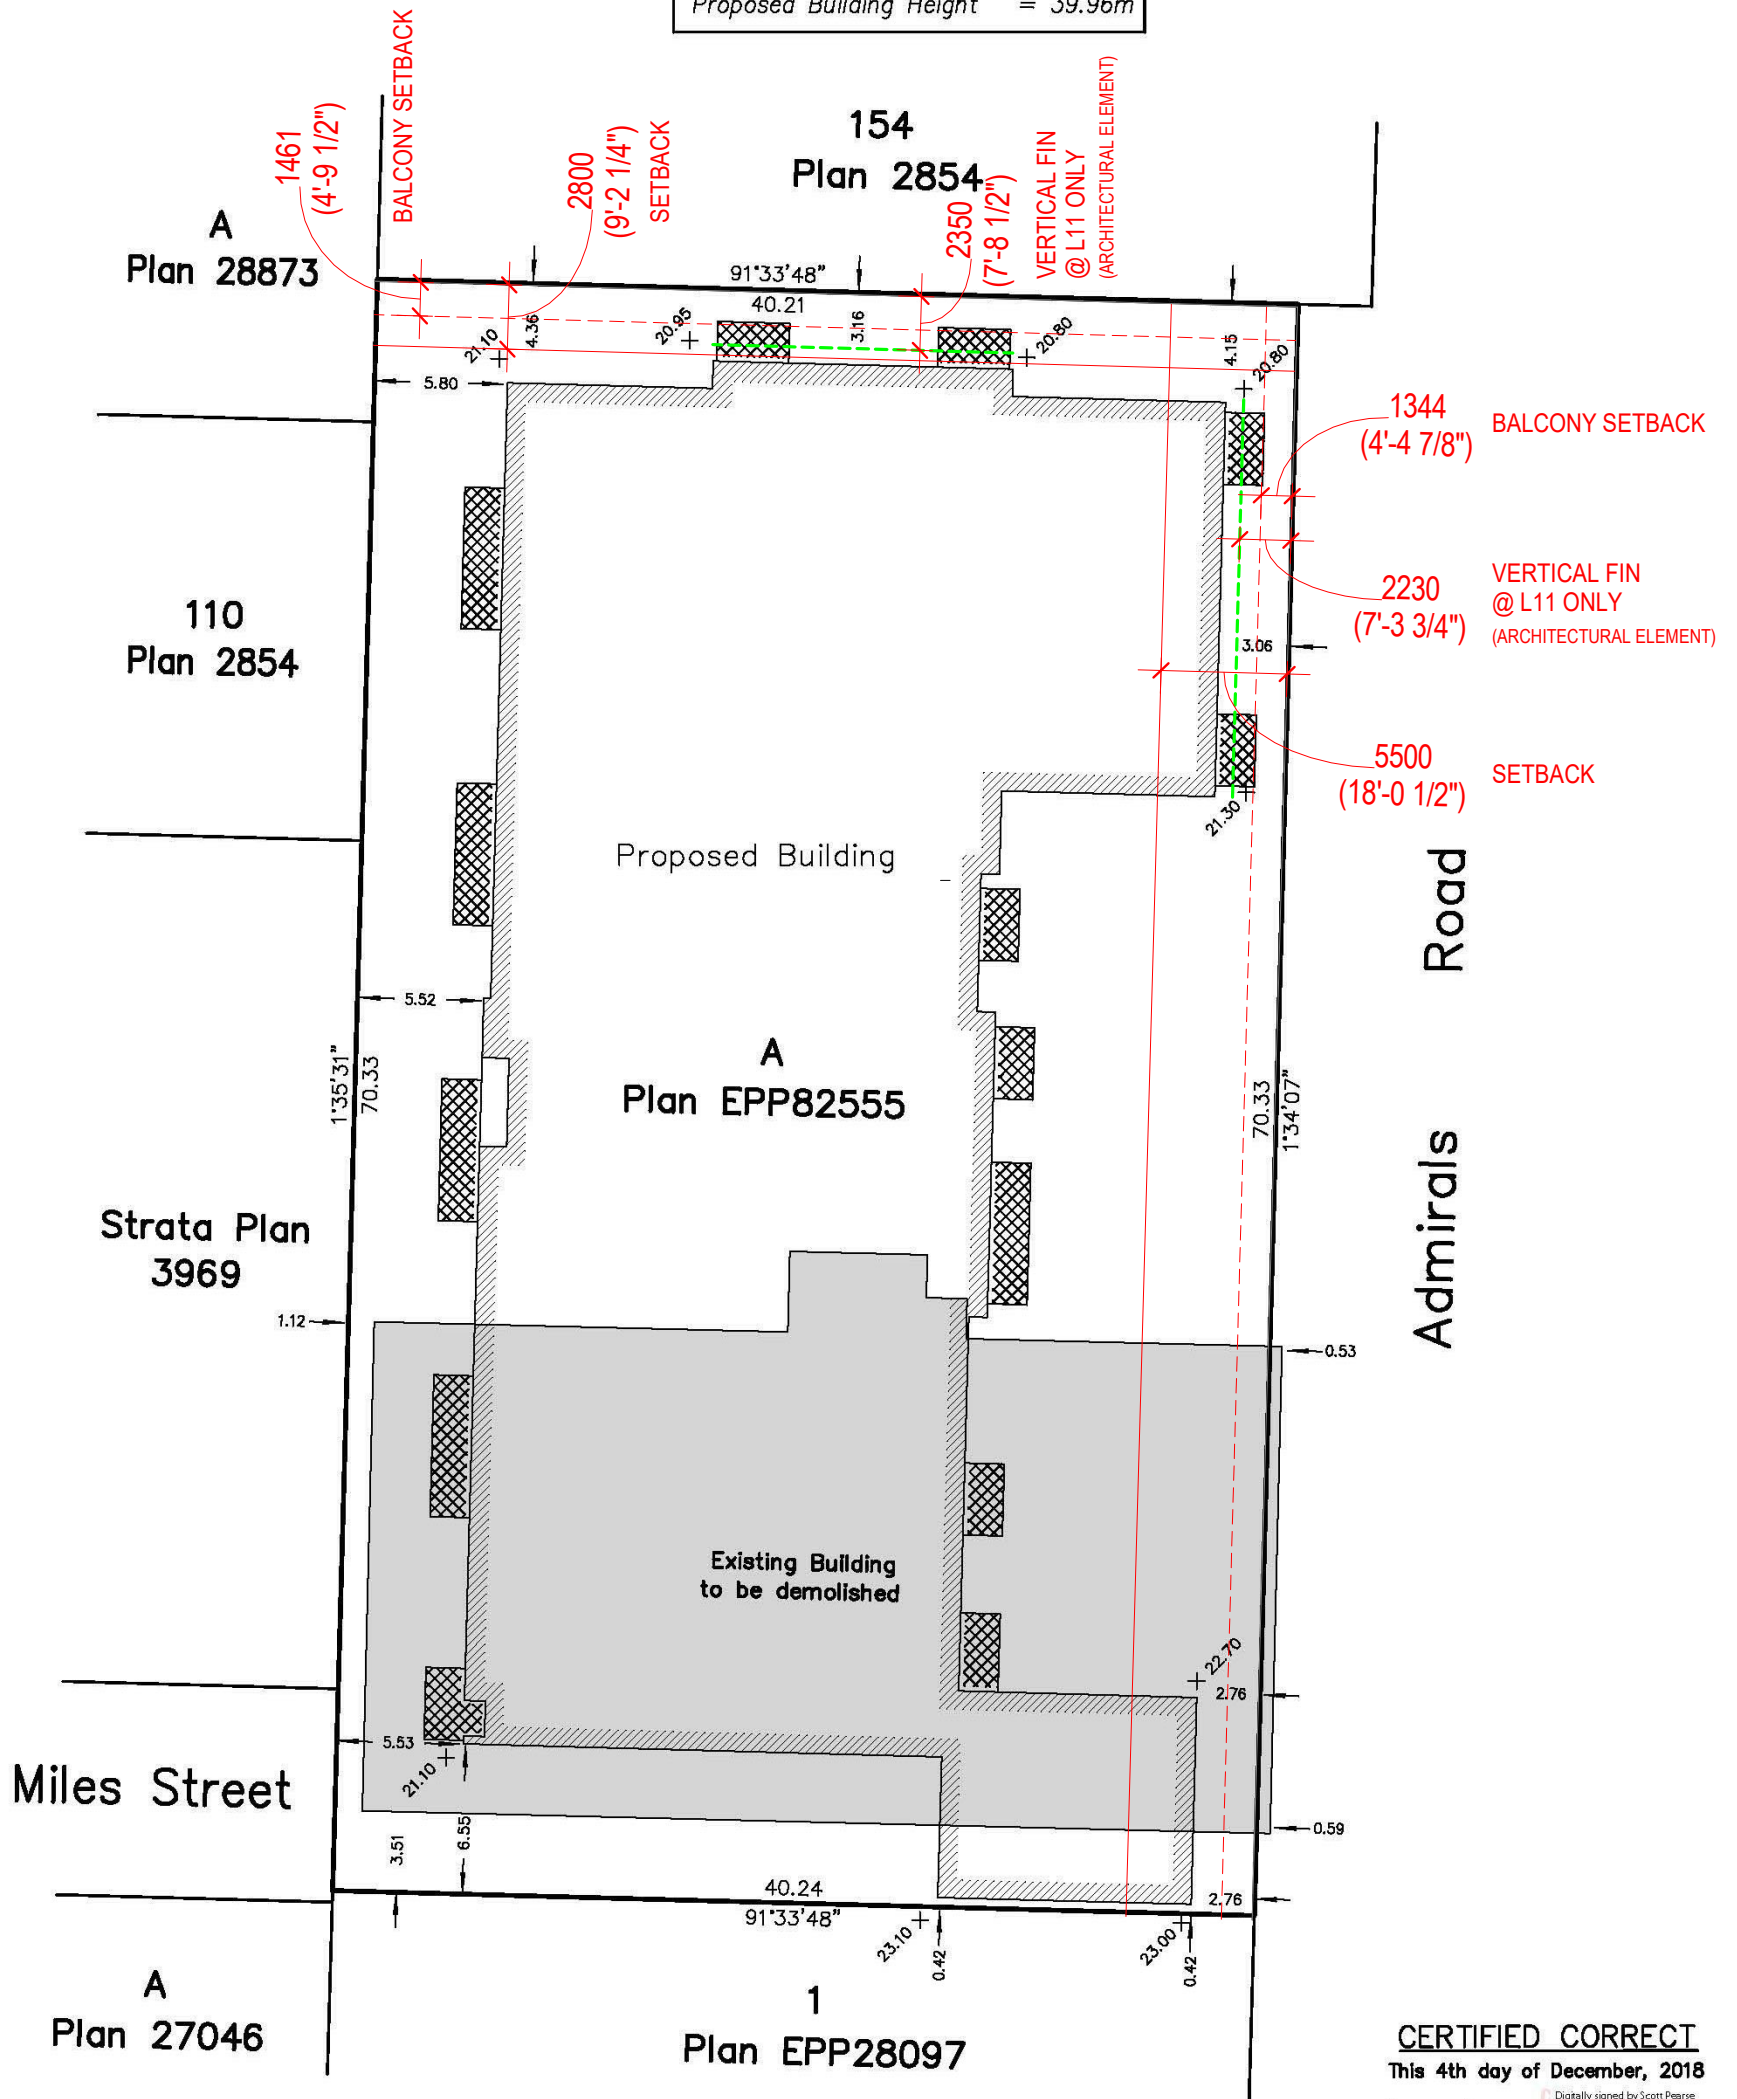 Proposed Building Height = 39.96m
1461
(4'-9 1/2")
BALCONY SETBACK
2800
(9'-2 1/4")
SETBACK
154
Plan 2854
2350
(7'-8 1/2")
VERTICAL FIN
@ L11 ONLY
(ARCHITECTURAL ELEMENT)
A
Plan 28873
91°33'48"
40.21
21.10
4.36
20.95
3.16
20.80
4.15
20.80
5.80
1344
(4'-4 7/8")
BALCONY SETBACK
2230
(7'-3 3/4")
VERTICAL FIN
@ L11 ONLY
(ARCHITECTURAL ELEMENT)
3.06
110
Plan 2854
5500
(18'-0 1/2")
SETBACK
21.30
Proposed Building
Admirals Road
5.52
1°35'31"
70.33
A
Plan EPP82555
70.33
1°34'07"
Strata Plan
3969
1.12
0.53
Existing Building
to be demolished
22.70
2.76
5.53
21.10
Miles Street
3.51
6.55
0.59
40.24
91°33'48"
2.76
23.10
0.42
23.00
0.42
A
Plan 27046
1
Plan EPP28097
CERTIFIED CORRECT
This 4th day of December, 2018
Digitally signed by Scott Pearse